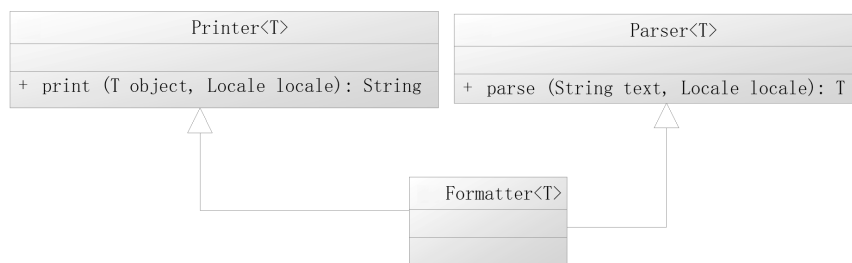 Printer<T>
+ print (T object, Locale locale): String
Parser<T>
+ parse (String text, Locale locale): T
Formatter<T>